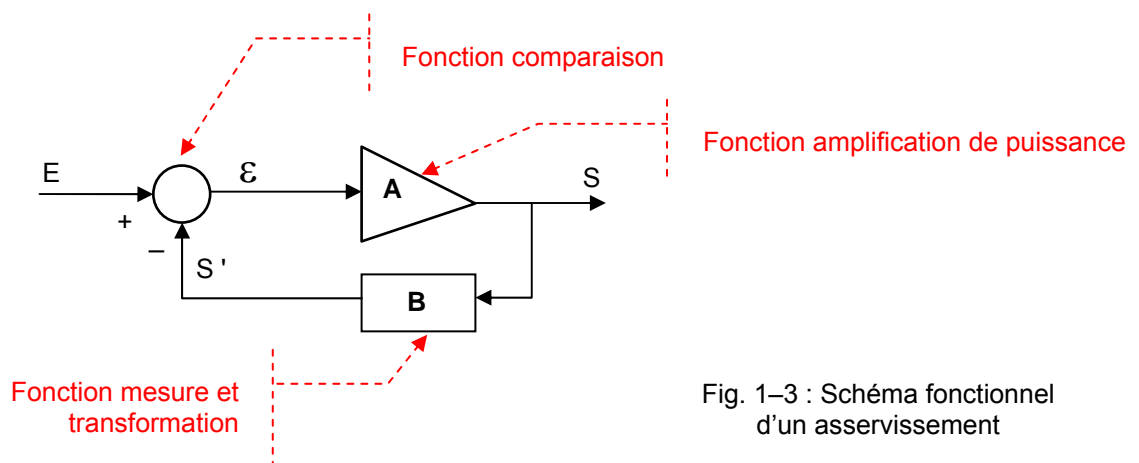 Fonction comparaison
Fonction amplification de puissance
E
ε
A
S
+
–
S '
B
Fonction mesure et
transformation
Fig. 1–3 : Schéma fonctionnel
d'un asservissement